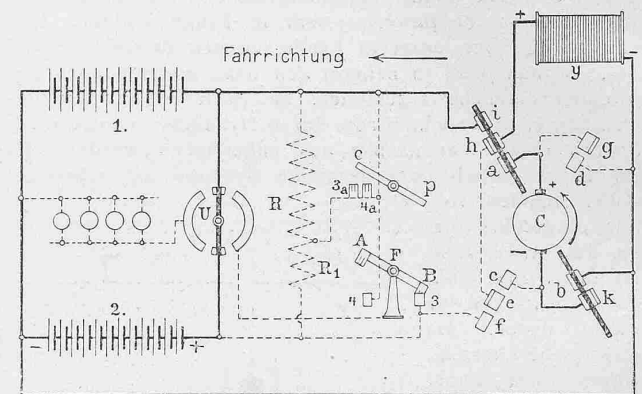 +
-
y
Fahrrichtung
1.
i
h
a
g
d
c
p
3a
4a
U
R
+
C
-
R1
A
F
B
c
e
f
b
k
4
3
2.
-
+